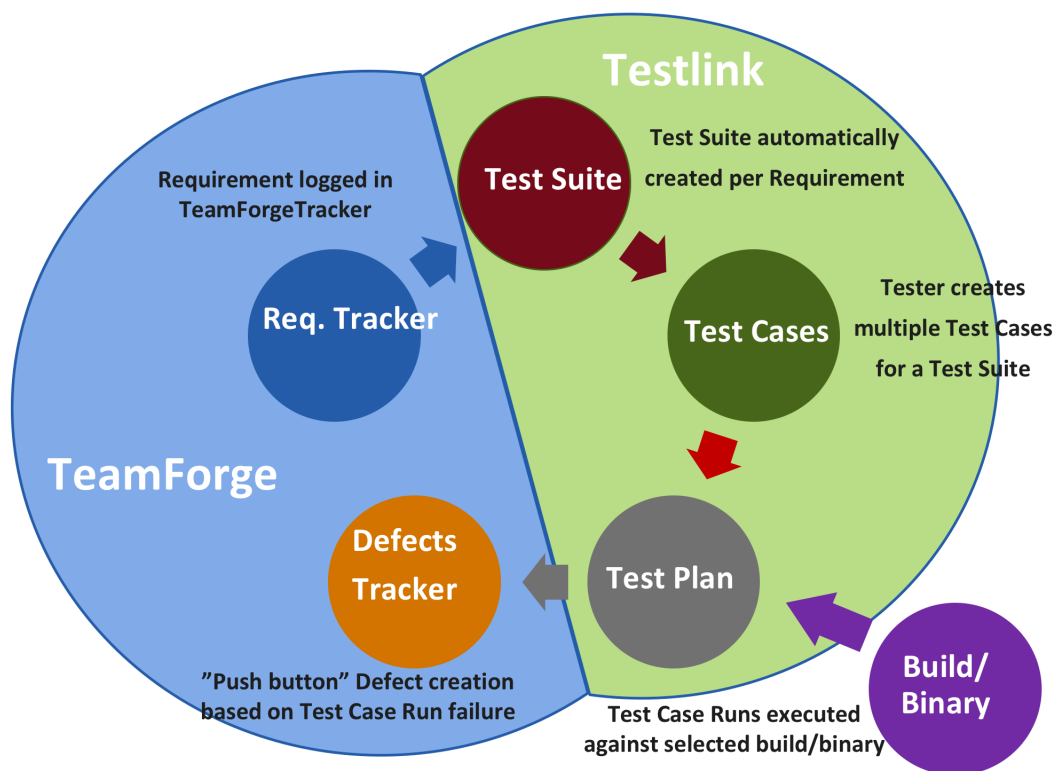 Testlink
Test Suite
Test Suite automatically
created per Requirement
Requirement logged in
TeamForgeTracker
Req. Tracker
Test Cases
Tester creates
multiple Test Cases
for a Test Suite
TeamForge
Defects
Tracker
Test Plan
Build/
Binary
”Push button” Defect creation
based on Test Case Run failure
Test Case Runs executed
against selected build/binary